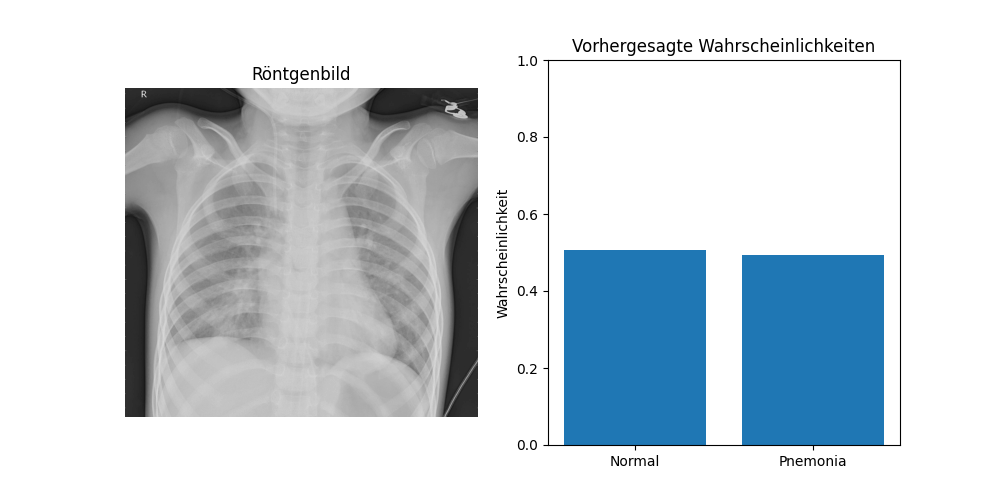 Röntgenbild
R
Vorhergesagte Wahrscheinlichkeiten
Wahrscheinlichkeit
1.0
0.8
0.6
0.4
0.2
0.0
Normal
Pnemonia